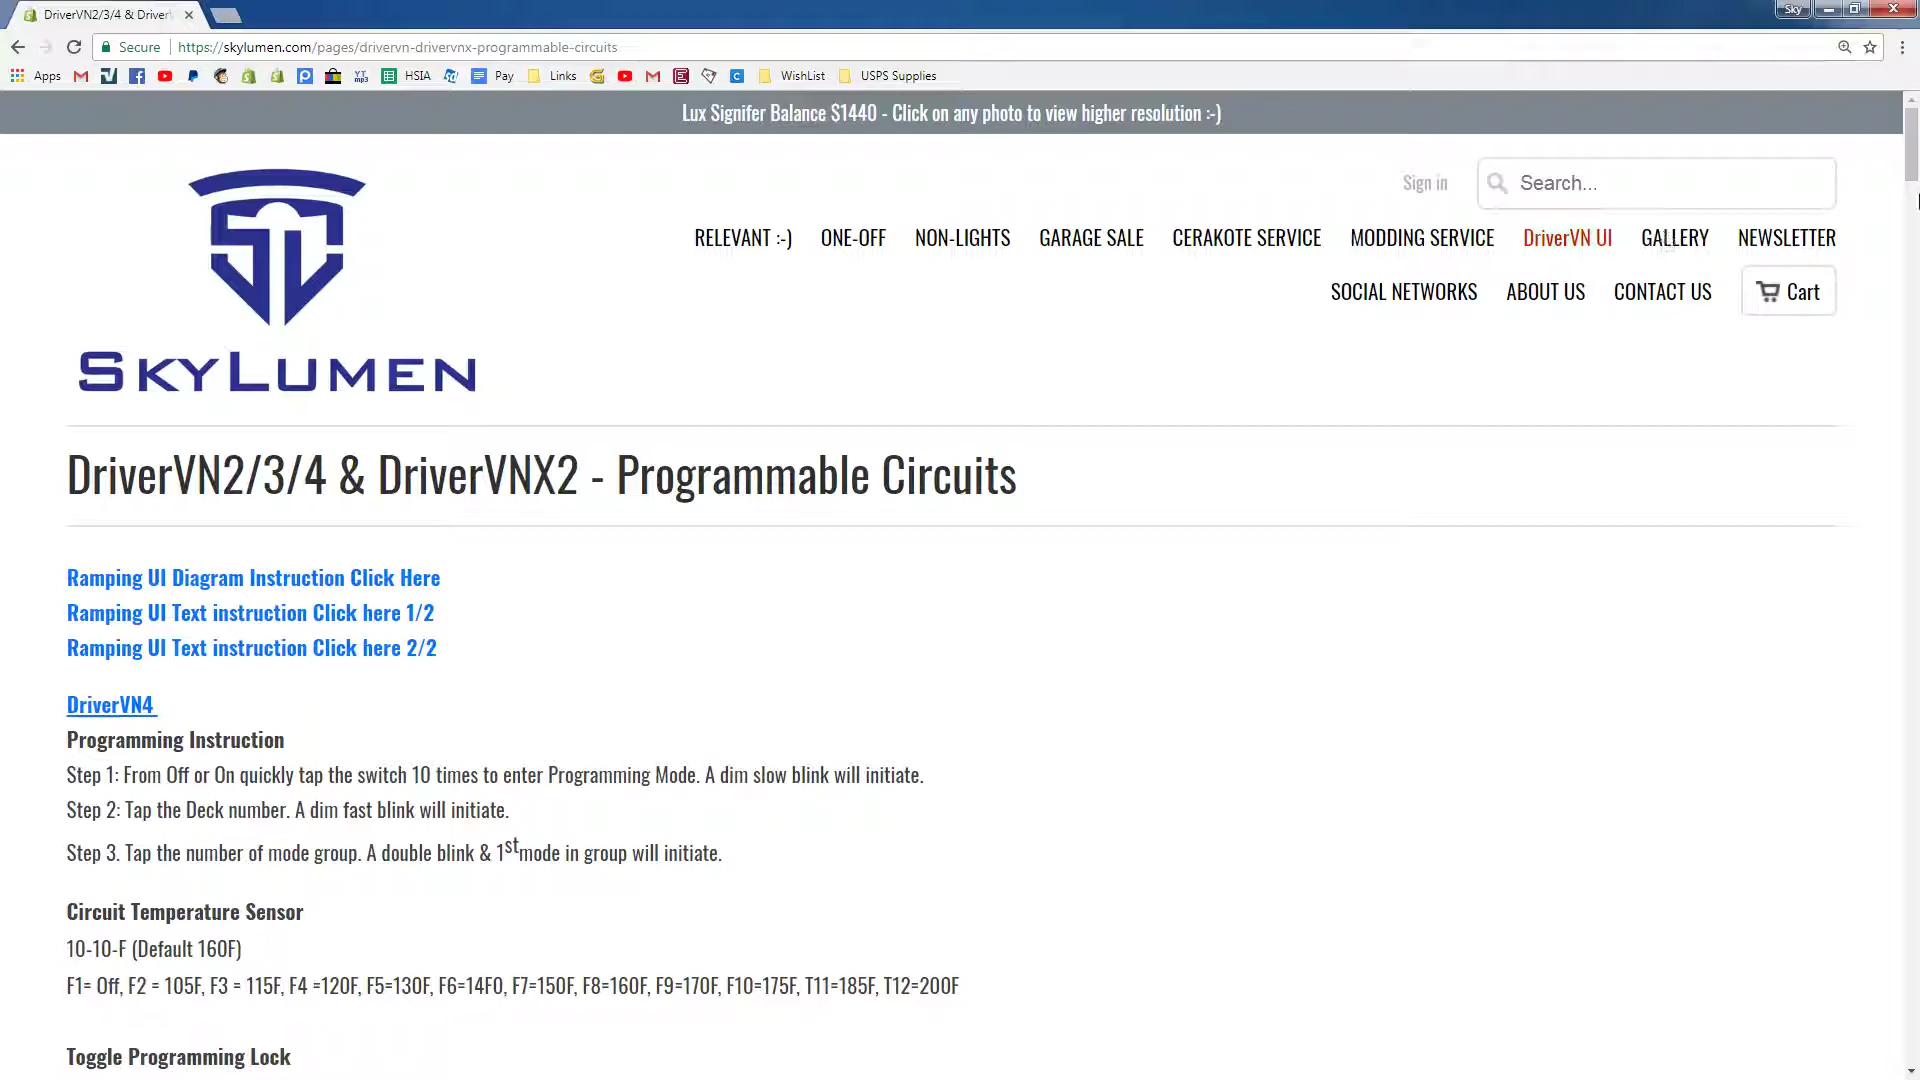 DriverVN2/3/4 & Driver
Sky
Secure
https://skylumen.com/pages/drivervn-drivervnx-programmable-circuits
Apps
HSIA
Pay
Links
WishList
USPS Supplies
Lux Signifer Balance $1440 - Click on any photo to view higher resolution :-)
Sign in
Search...
RELEVANT :-)
ONE-OFF
NON-LIGHTS
GARAGE SALE
CERAKOTE SERVICE
MODDING SERVICE
DriverVN UI
GALLERY
NEWSLETTER
SOCIAL NETWORKS
ABOUT US
CONTACT US
Cart
SKYLUMEN
DriverVN2/3/4 & DriverVNX2 - Programmable Circuits
Ramping UI Diagram Instruction Click Here
Ramping UI Text instruction Click here 1/2
Ramping UI Text instruction Click here 2/2
DriverVN4
Programming Instruction
Step 1: From Off or On quickly tap the switch 10 times to enter Programming Mode. A dim slow blink will initiate.
Step 2: Tap the Deck number. A dim fast blink will initiate.
Step 3. Tap the number of mode group. A double blink & 1st mode in group will initiate.
Circuit Temperature Sensor
10-10-F (Default 160F)
F1= Off, F2 = 105F, F3 = 115F, F4 =120F, F5=130F, F6=14F0, F7=150F, F8=160F, F9=170F, F10=175F, T11=185F, T12=200F
Toggle Programming Lock